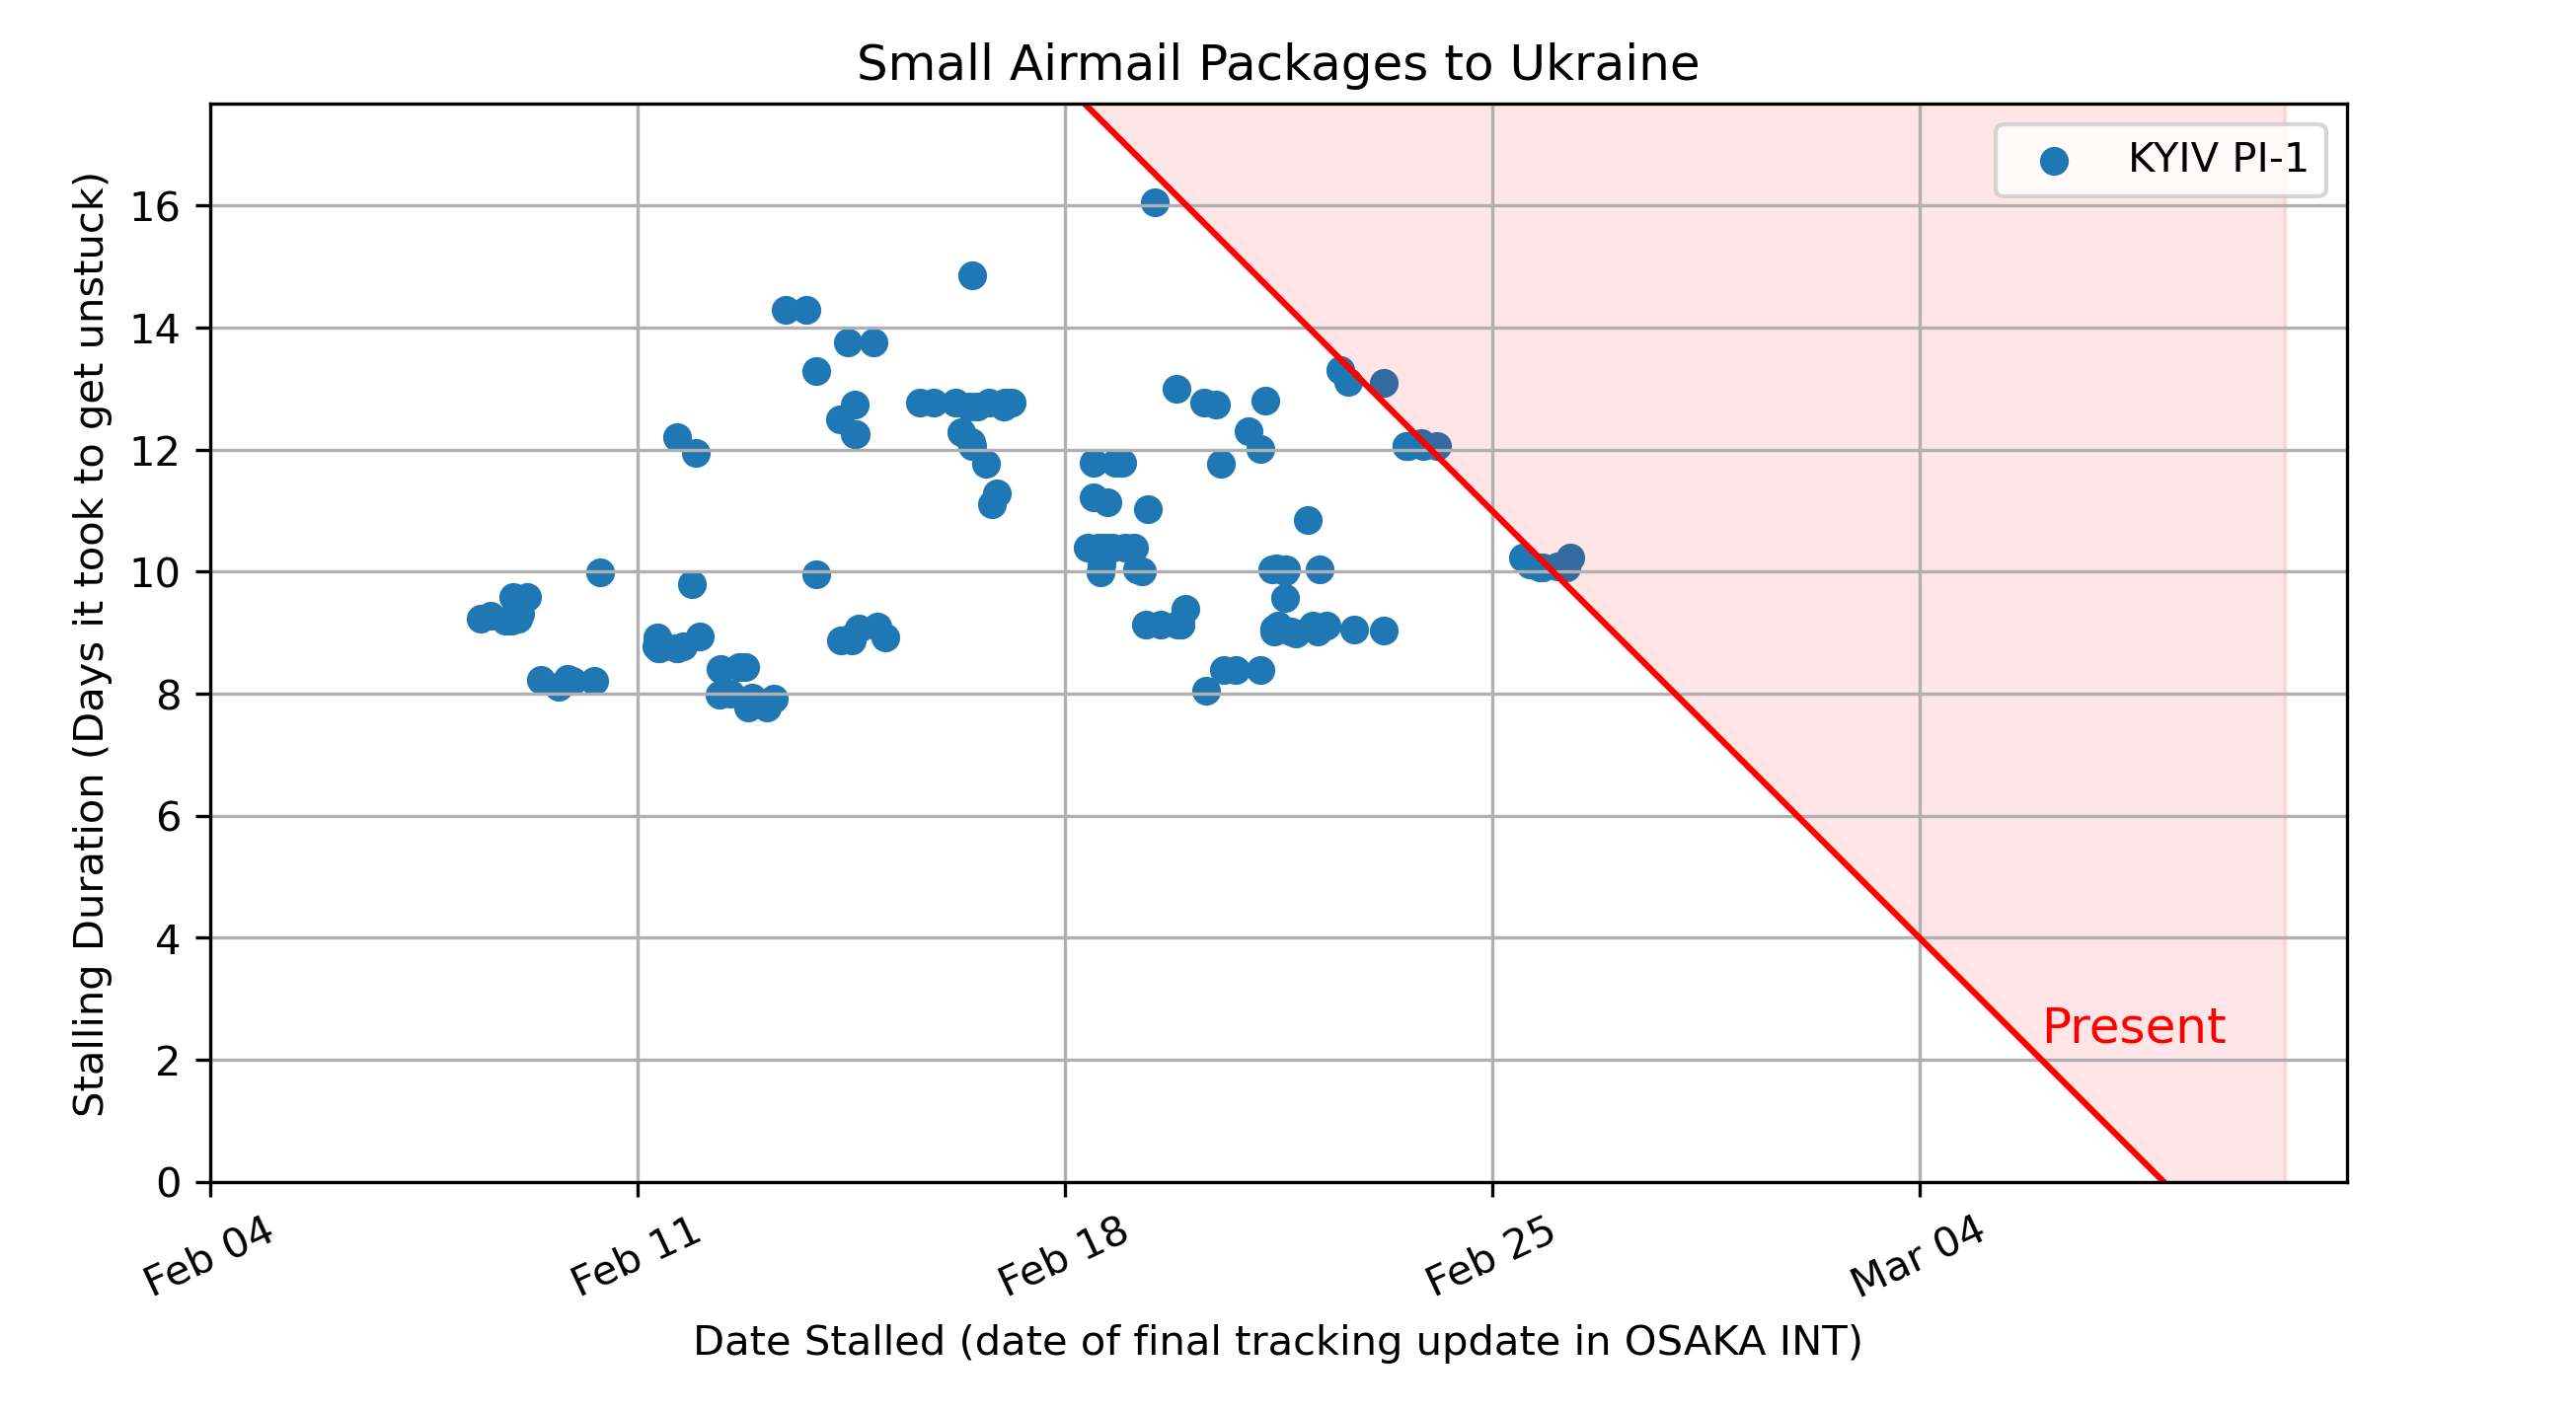 Small Airmail Packages to Ukraine
KYIV PI-1
Stalling Duration (Days it took to get unstuck)
16
14
12
10
8
6
4
2
0
Present
Feb 04
Feb 11
Feb 18
Feb 25
Mar 04
Date Stalled (date of final tracking update in OSAKA INT)